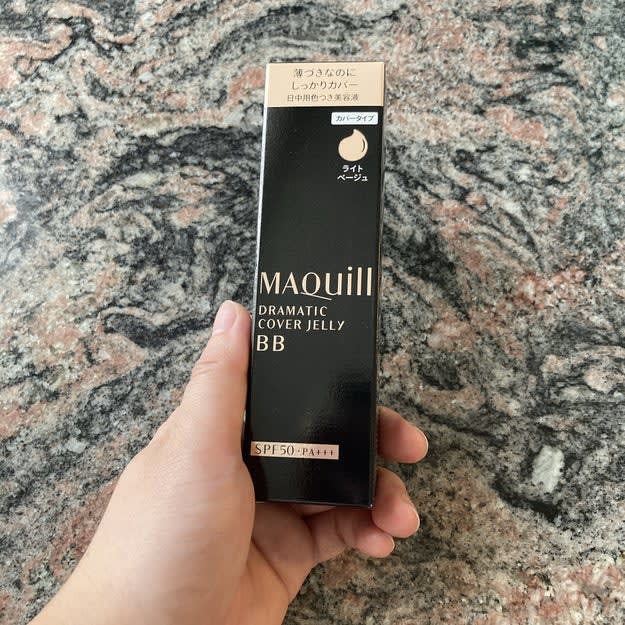 薄づきなのに
しっかりカバー
日中用色つき美容液
カバータイプ
ライト
ベージュ
MAQuill
DRAMATIC
COVER JELLY
BB
SPF50・PA+++